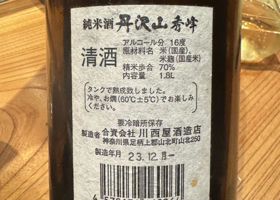 純米酒 丹沢山 秀峰
清酒
アルコール分 16度
原材料名 米(国産)、
米麹(国産米)
精米歩合 70%
内容量 1.8L
タンクで熟成致しました。
冷や、お燗(60℃±5℃)でお楽しみ
ください。
要冷暗所保存
製造者 合資会社 川西屋酒造店
神奈川県足柄上郡山北町山北250
製造年月 23.12.